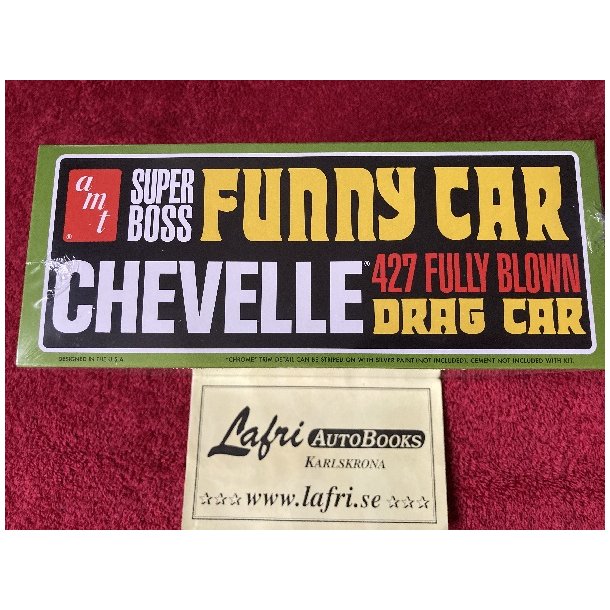 amt
®
SUPER BOSS
FUNNY CAR
CHEVELLE®
427 FULLY BLOWN
DRAG CAR
DESIGNED IN THE U.S.A.
"CHROME" TRIM DETAIL CAN BE STRIPED ON WITH SILVER PAINT (NOT INCLUDED). CEMENT NOT INCLUDED WITH KIT.
Lafri AUTOBOOKS
KARLSKRONA
☆☆☆ www.lafri.se ☆☆☆